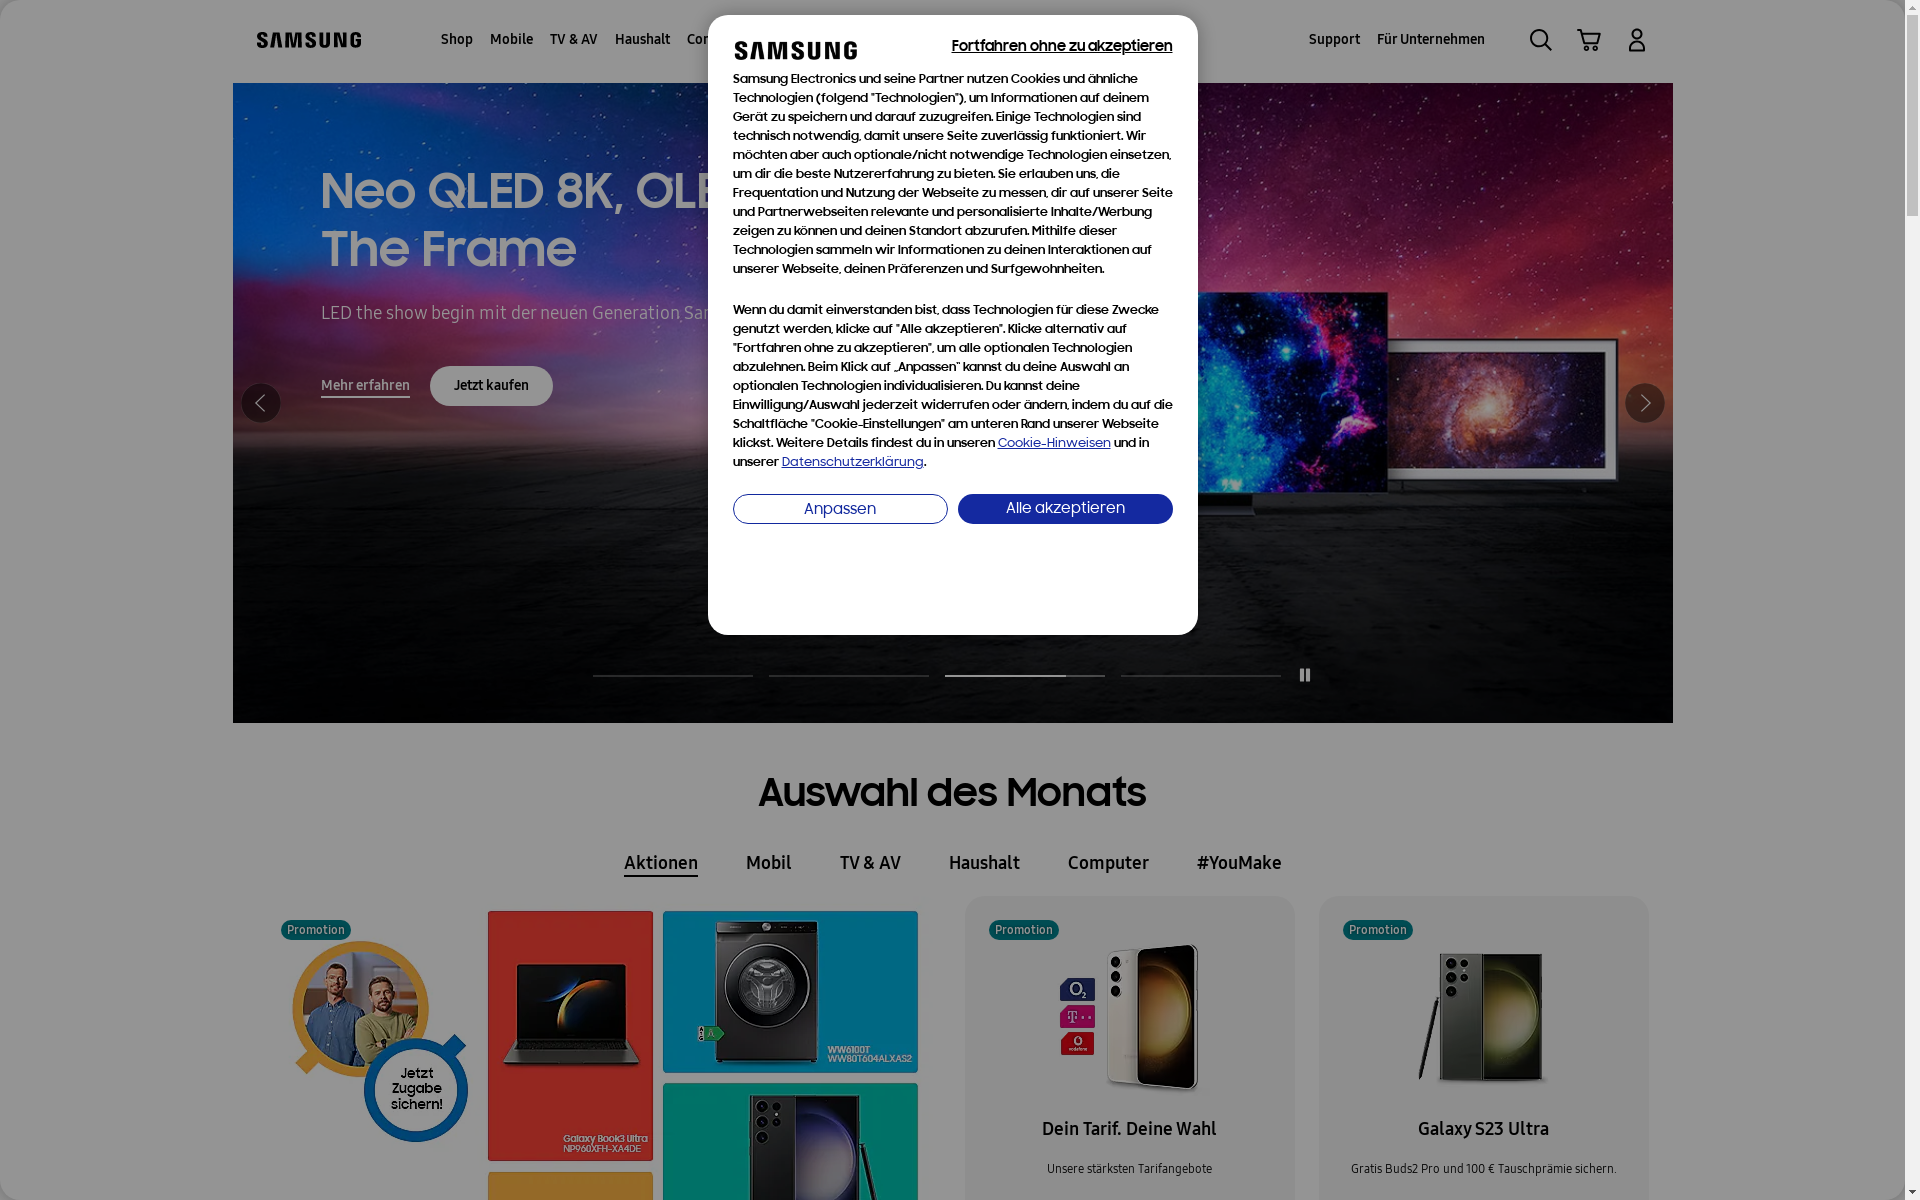 SAMSUNG
Shop
Mobile
TV & AV
Haushalt
Support
Für Unternehmen
SAMSUNG
Fortfahren ohne zu akzeptieren
Samsung Electronics und seine Partner nutzen Cookies und ähnliche
Technologien (folgend "Technologien"), um Informationen auf deinem
Gerät zu speichern und darauf zuzugreifen. Einige Technologien sind
technisch notwendig, damit unsere Seite zuverlässig funktioniert. Wir
möchten aber auch optionale/nicht notwendige Technologien einsetzen,
um dir die beste Nutzererfahrung zu bieten. Sie erlauben uns, die
Frequentation und Nutzung der Webseite zu messen, dir auf unserer Seite
und Partnerwebseiten relevante und personalisierte Inhalte/Werbung
zeigen zu können und deinen Standort abzurufen. Mithilfe dieser
Technologien sammeln wir Informationen zu deinen Interaktionen auf
unserer Webseite, deinen Präferenzen und Surfgewohnheiten.
Wenn du damit einverstanden bist, dass Technologien für diese Zwecke
genutzt werden, klicke auf "Alle akzeptieren". Klicke alternativ auf
"Fortfahren ohne zu akzeptieren", um alle optionalen Technologien
abzulehnen. Beim Klick auf „Anpassen" kannst du deine Auswahl an
optionalen Technologien individualisieren. Du kannst deine
Einwilligung/Auswahl jederzeit widerrufen oder ändern, indem du auf die
Schaltfläche "Cookie-Einstellungen" am unteren Rand unserer Webseite
klickst. Weitere Details findest du in unseren Cookie-Hinweisen und in
unserer Datenschutzerklärung.
Anpassen
Alle akzeptieren
Neo QLED 8K,
The Frame
LED the show begin mit der neuen Generation
Mehr erfahren
Jetzt kaufen
Auswahl des Monats
Aktionen
Mobil
TV & AV
Haushalt
Computer
#YouMake
Promotion
Jetzt
Zugabe
sichern!
Galaxy Book3 Ultra
NP960XFH-XA4DE
WW6100T
WW80T604ALXAS2
Promotion
O2
T
vodafone
Dein Tarif. Deine Wahl
Unsere stärksten Tarifangebote
Promotion
Galaxy S23 Ultra
Gratis Buds2 Pro und 100 € Tauschprämie sichern.